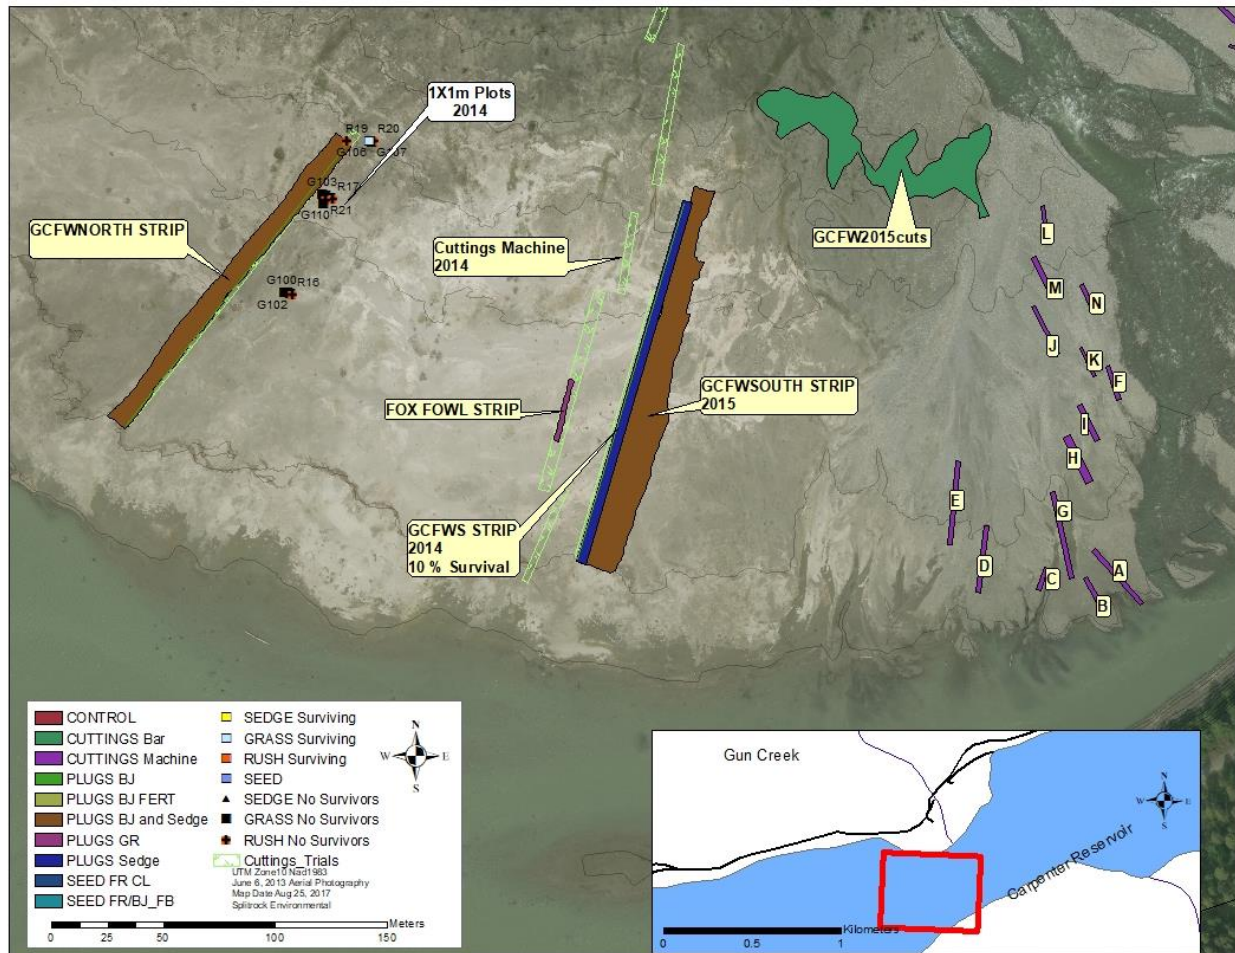 1X1m Plots
2014
R19
R20
G106
G107
G103
R17
G110
R21
GCFWNORTH STRIP
G100
R16
G102
Cuttings Machine
2014
GCFW2015cuts
FOX FOWL STRIP
GCFWSOUTH STRIP
2015
GCFWS STRIP
2014
10 % Survival
L
M
N
J
K
F
I
H
E
G
D
C
A
B
CONTROL
CUTTINGS Bar
CUTTINGS Machine
PLUGS BJ
PLUGS BJ FERT
PLUGS BJ and Sedge
PLUGS GR
PLUGS Sedge
SEED FR CL
SEED FR/BJ_FB
SEDGE Surviving
GRASS Surviving
RUSH Surviving
SEED
SEDGE No Survivors
GRASS No Survivors
RUSH No Survivors
Cuttings_Trials
UTM Zone10 Nad1983
June 6, 2013 Aerial Photography
Map Date Aug 25, 2017
Splitrock Environmental
N
W E
S
Meters
0 25 50 100 150
Gun Creek
N
W E
S
Carpenter Reservoir
Kilometers
0 0.5 1